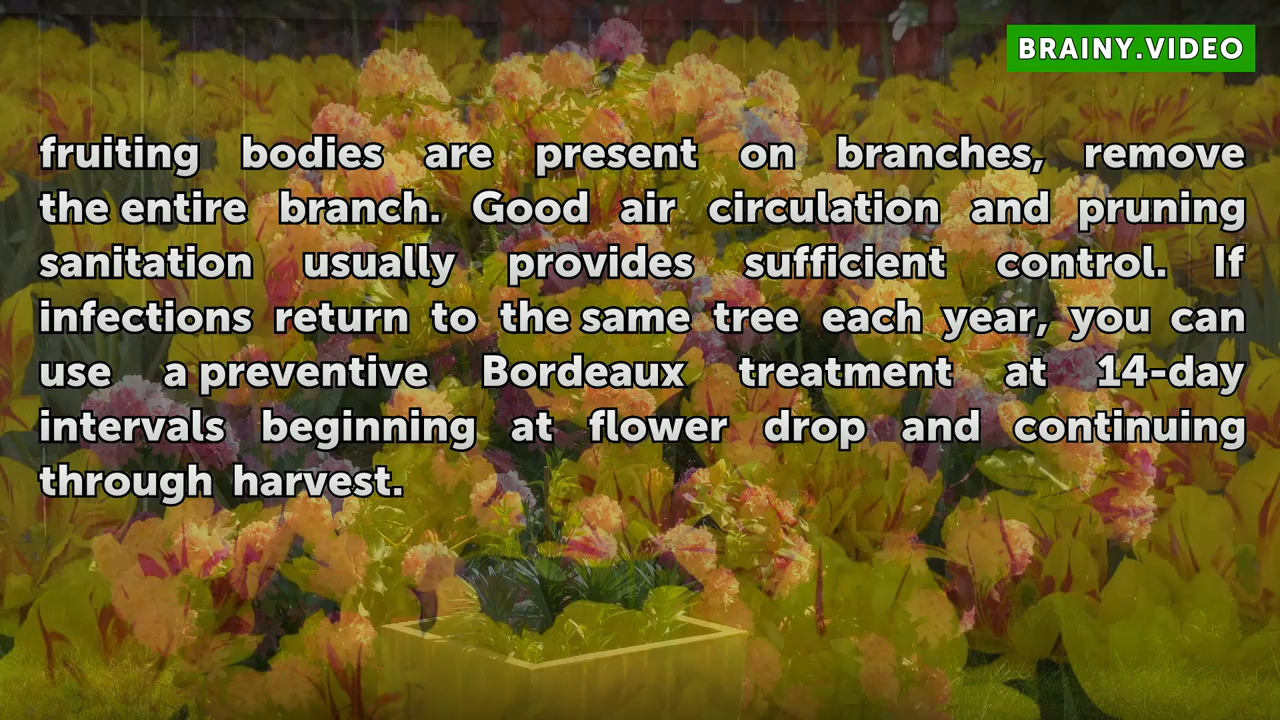 BRAINY.VIDEO
fruiting bodies are present on branches, remove
the entire branch. Good air circulation and pruning
sanitation usually provides sufficient control. If
infections return to the same tree each year, you can
use a preventive Bordeaux treatment at 14-day
intervals beginning at flower drop and continuing
through harvest.